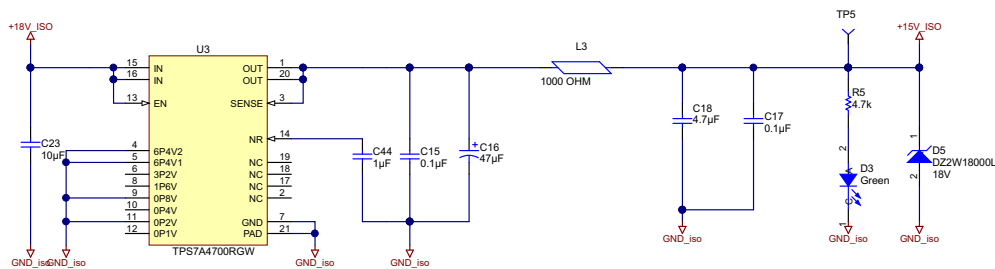 +18V_ISO
C23
10µF
GND_iso
GND_iso
U3
15 IN OUT 1
16 IN OUT 20
13 EN SENSE 3
NR 14
4 6P4V2
5 6P4V1 NC 19
6 3P2V NC 18
8 1P6V NC 17
9 0P8V NC 2
10 0P4V
11 0P2V GND 7
12 0P1V PAD 21
TPS7A4700RGW
GND_iso
C44
1µF
C15
0.1µF
+
C16
47µF
GND_iso
L3
1000 OHM
C18
4.7µF
C17
0.1µF
GND_iso
TP5
R5
4.7k
2
A
D3
Green
C
1
GND_iso
+15V_ISO
1
D5
DZ2W18000L
18V
2
GND_iso